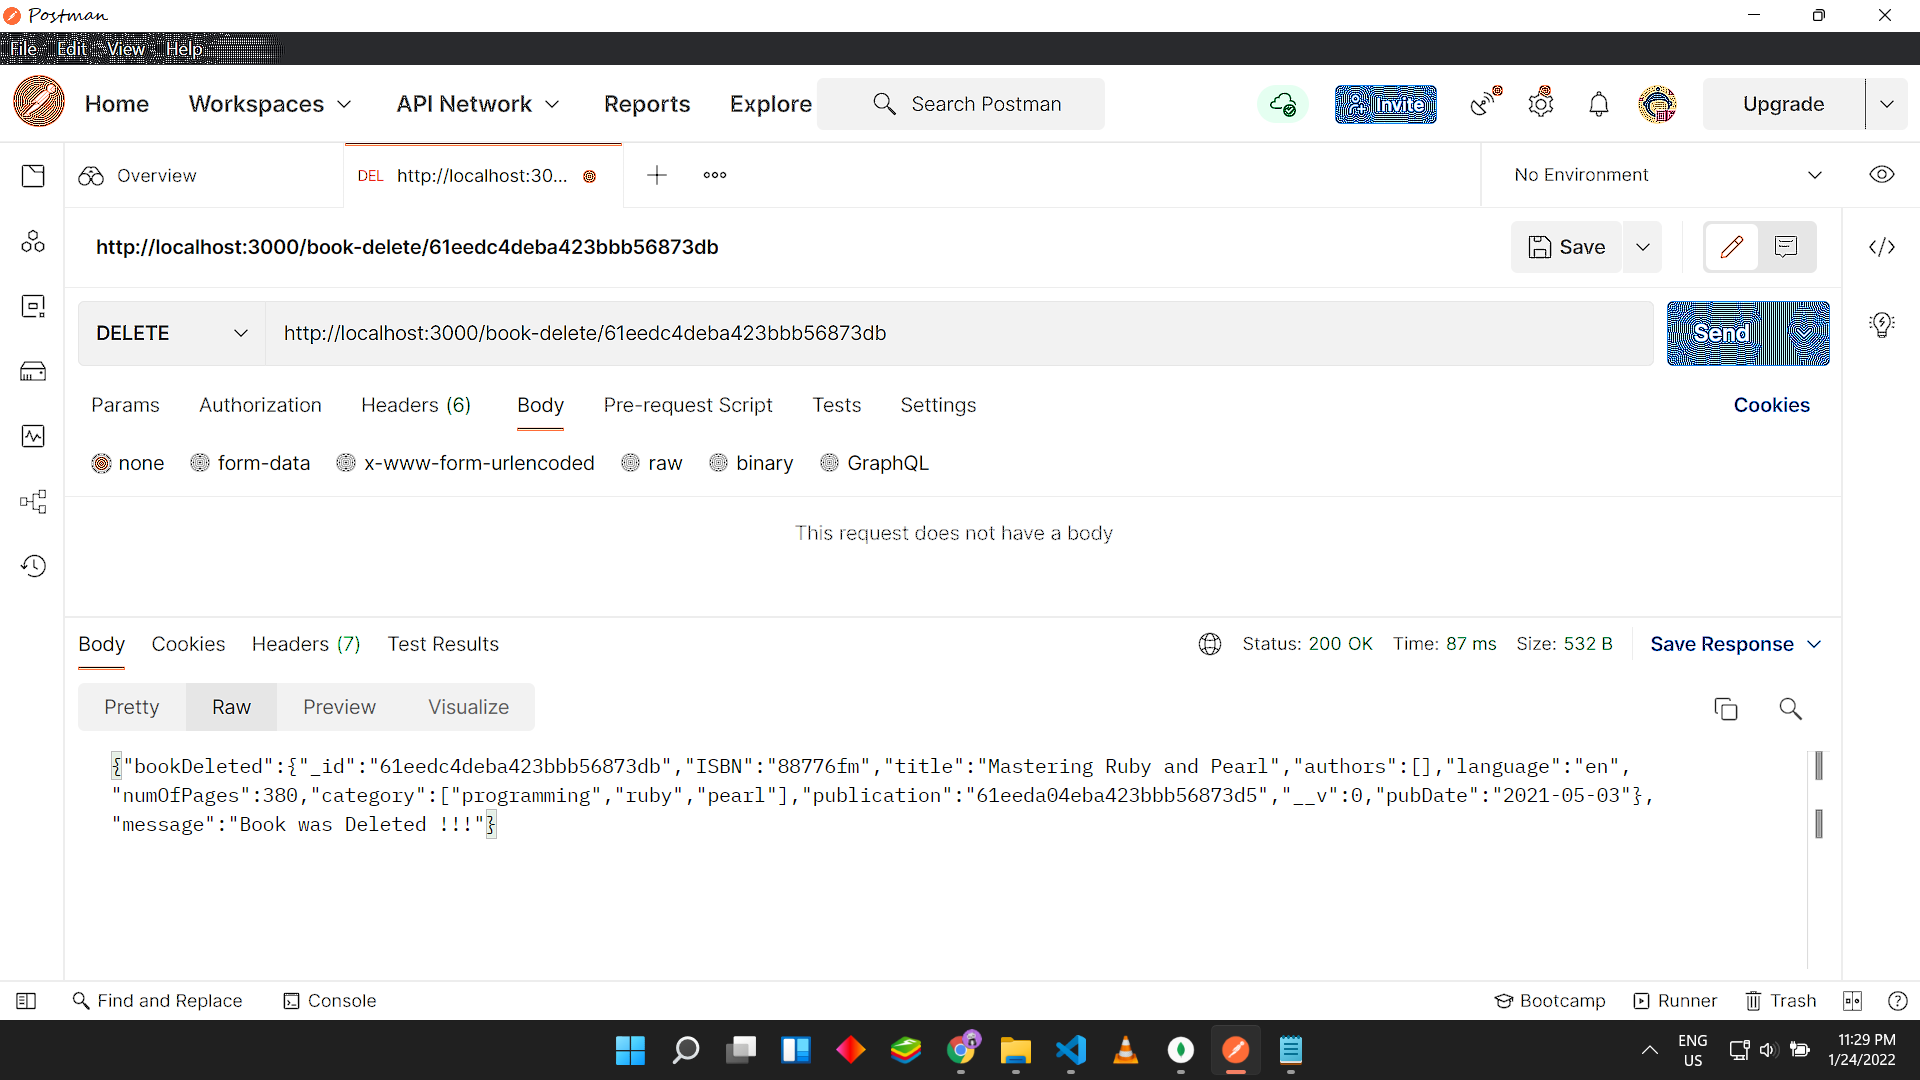 Postman
File Edit View Help
Home Workspaces API Network Reports Explore Search Postman Invite Upgrade
Overview DEL http://localhost:30... No Environment
http://localhost:3000/book-delete/61eedc4deba423bbb56873db Save
DELETE http://localhost:3000/book-delete/61eedc4deba423bbb56873db Send
Params Authorization Headers (6) Body Pre-request Script Tests Settings Cookies
none form-data x-www-form-urlencoded raw binary GraphQL
This request does not have a body
Body Cookies Headers (7) Test Results Status: 200 OK Time: 87 ms Size: 532 B Save Response
Pretty Raw Preview Visualize
{"bookDeleted":{"_id":"61eedc4deba423bbb56873db","ISBN":"88776fm","title":"Mastering Ruby and Pearl","authors":[],"language":"en",
"numOfPages":380,"category":["programming","ruby","pearl"],"publication":"61eeda04eba423bbb56873d5","__v":0,"pubDate":"2021-05-03"},
"message":"Book was Deleted !!!"}
Find and Replace Console Bootcamp Runner Trash
ENG 11:29 PM
US 1/24/2022